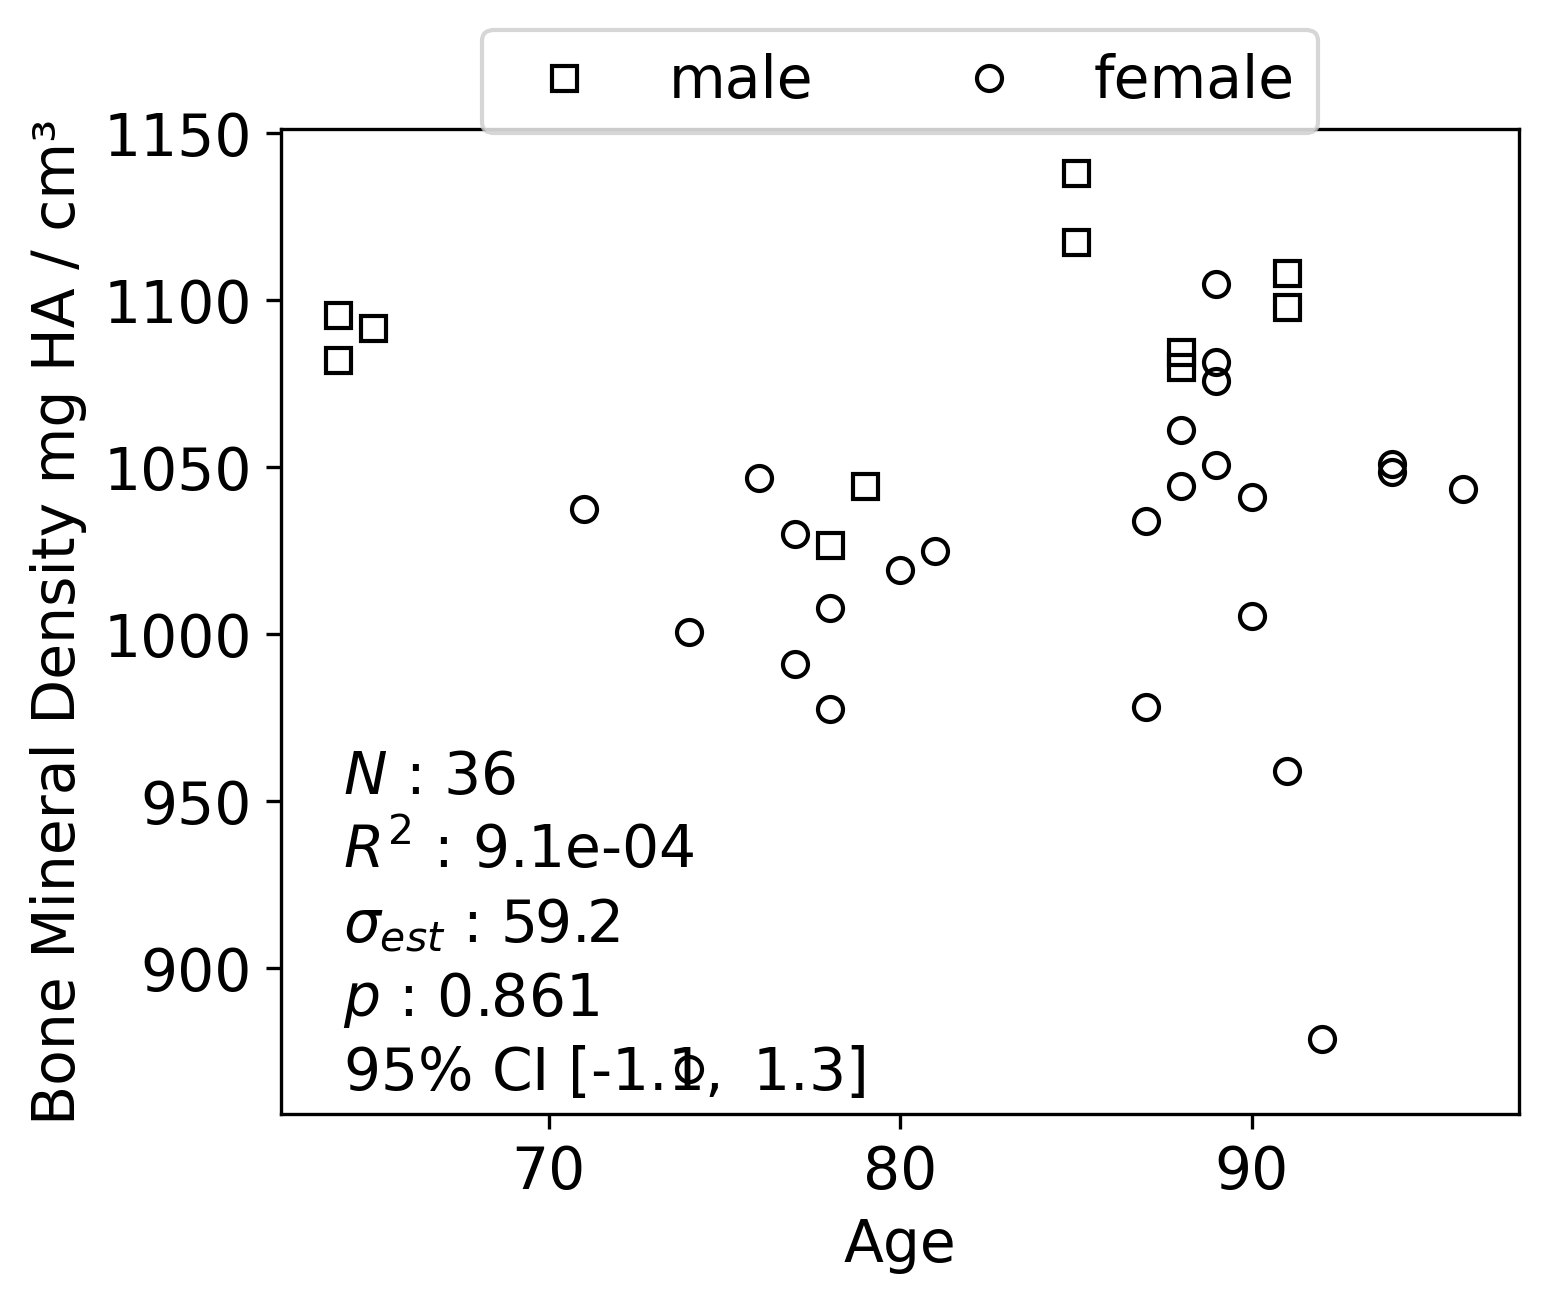 male female
Bone Mineral Density mg HA / cm³
1150
1100
1050
1000
950
900
N : 36
R² : 9.1e-04
σest : 59.2
p : 0.861
95% CI [-1.1, 1.3]
70 80 90
Age